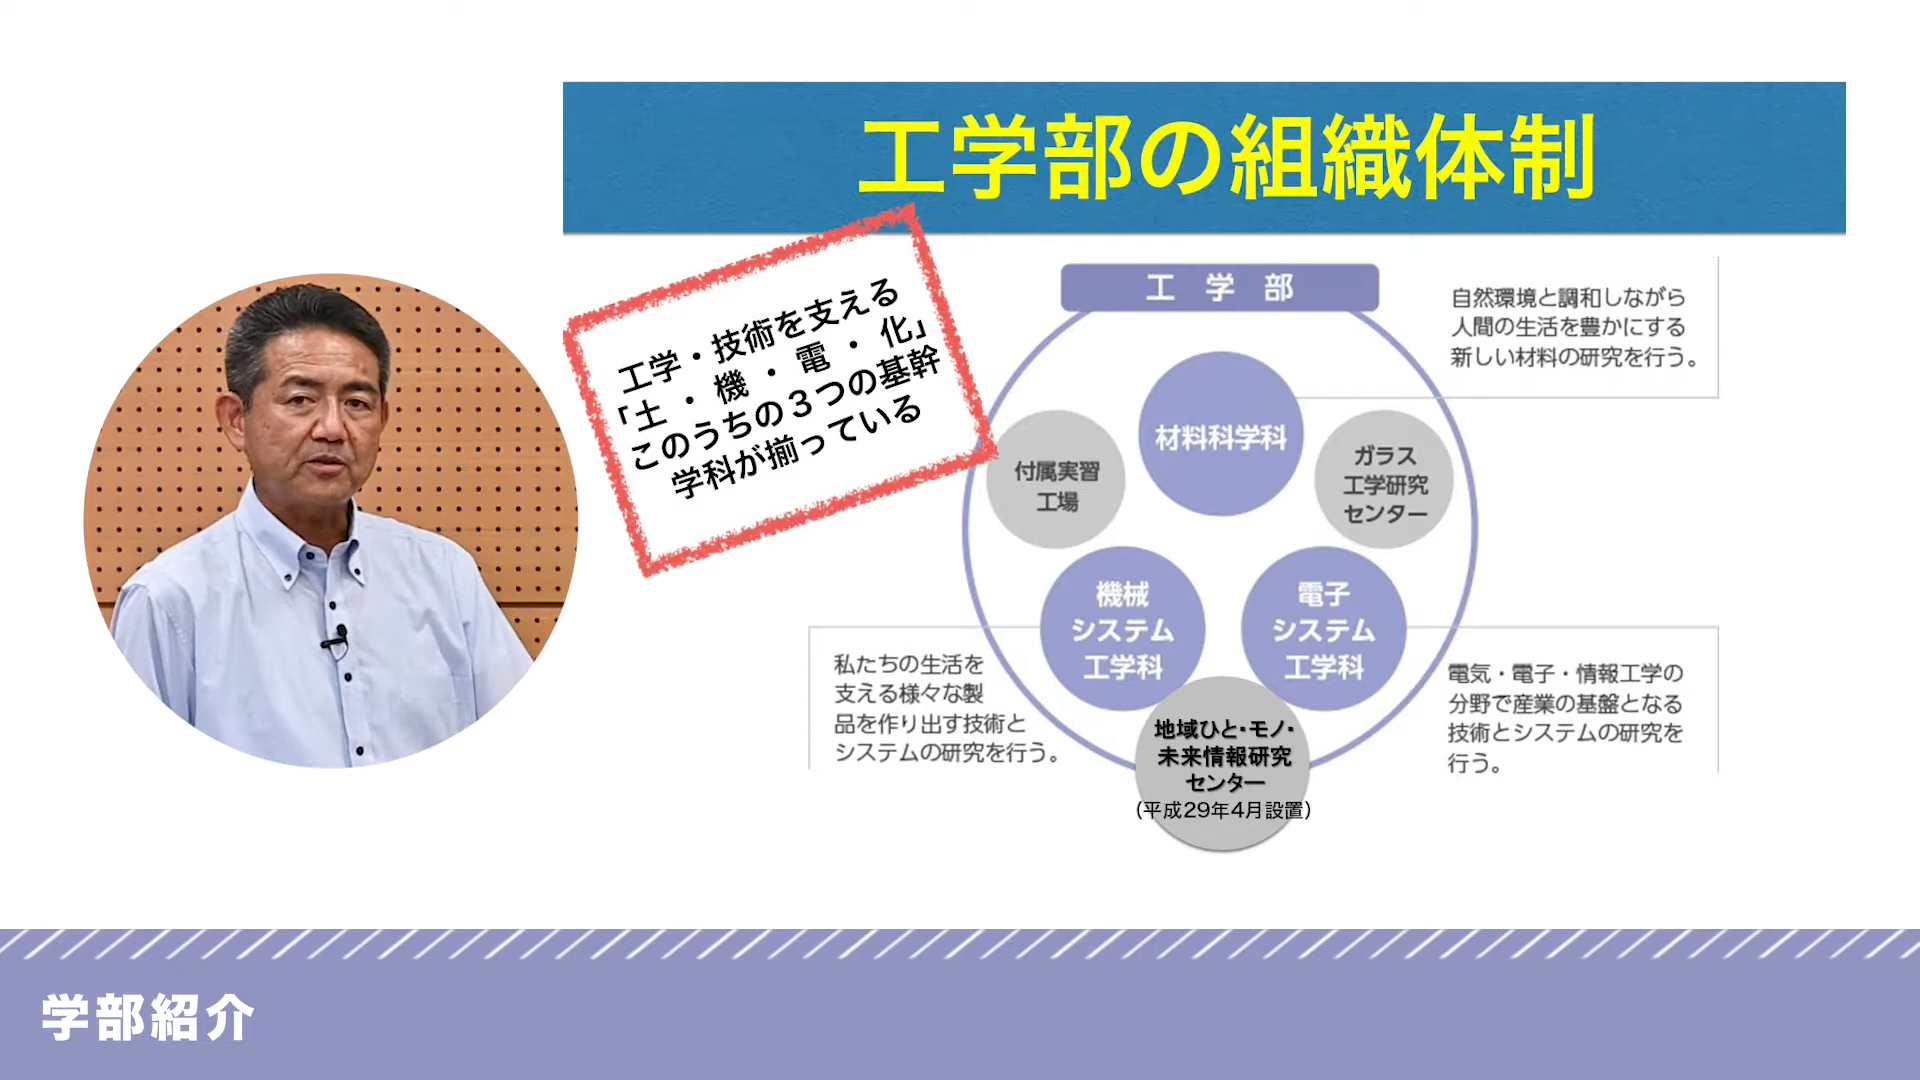 工学部の組織体制
工学・技術を支える
「土・機・電・化」
このうちの３つの基幹
学科が揃っている
工学部
自然環境と調和しながら
人間の生活を豊かにする
新しい材料の研究を行う。
材料科学科
付属実習
工場
ガラス
工学研究
センター
機械
システム
工学科
電子
システム
工学科
私たちの生活を
支える様々な製
品を作り出す技術と
システムの研究を行う。
電気・電子・情報工学の
分野で産業の基盤となる
技術とシステムの研究を
行う。
地域ひと・モノ・
未来情報研究
センター
(平成29年4月設置)
学部紹介